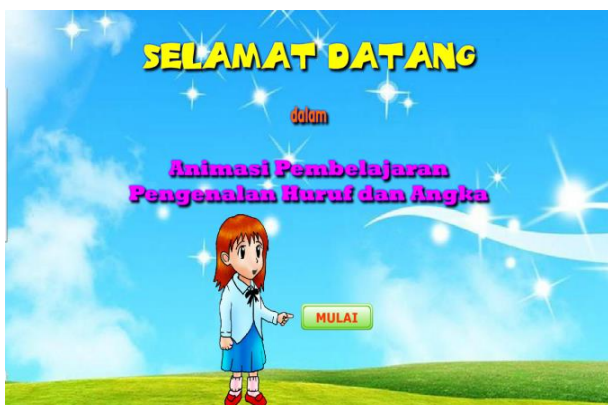 SELAMAT DATANG
dalam
Animasi Pembelajaran
Pengenalan Huruf dan Angka
MULAI